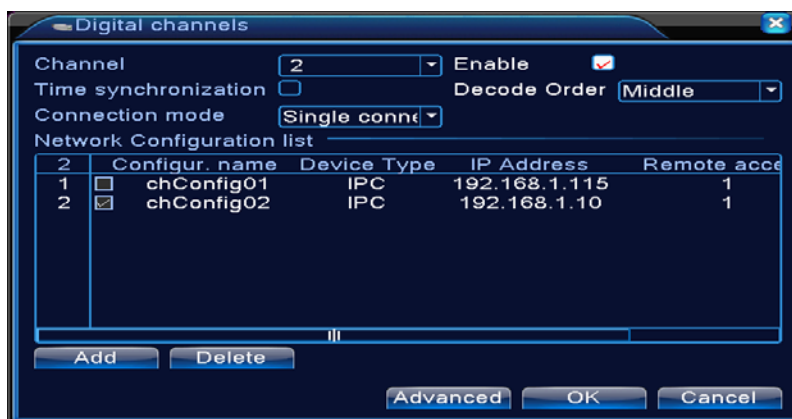 Digital channels
Channel 2 Enable
Time synchronization Decode Order Middle
Connection mode Single conne
Network Configuration list
2 Configur. name Device Type IP Address Remote acce
1 chConfig01 IPC 192.168.1.115 1
2 chConfig02 IPC 192.168.1.10 1
Add Delete
Advanced OK Cancel